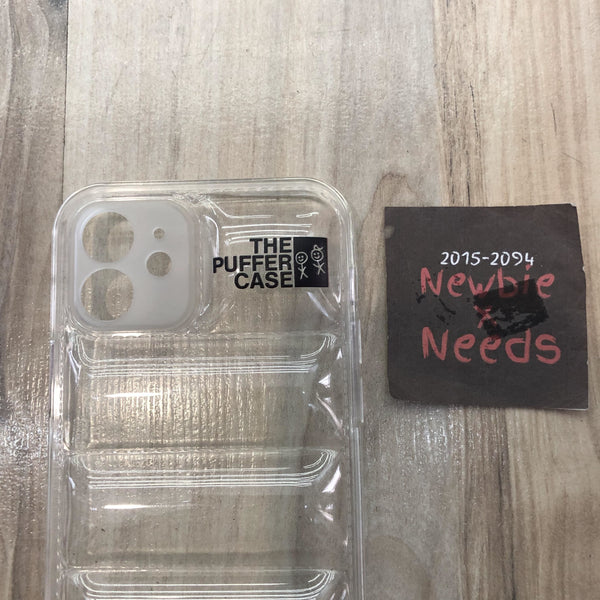 THE
PUFFER
CASE
2015-2094
Newbie
Needs